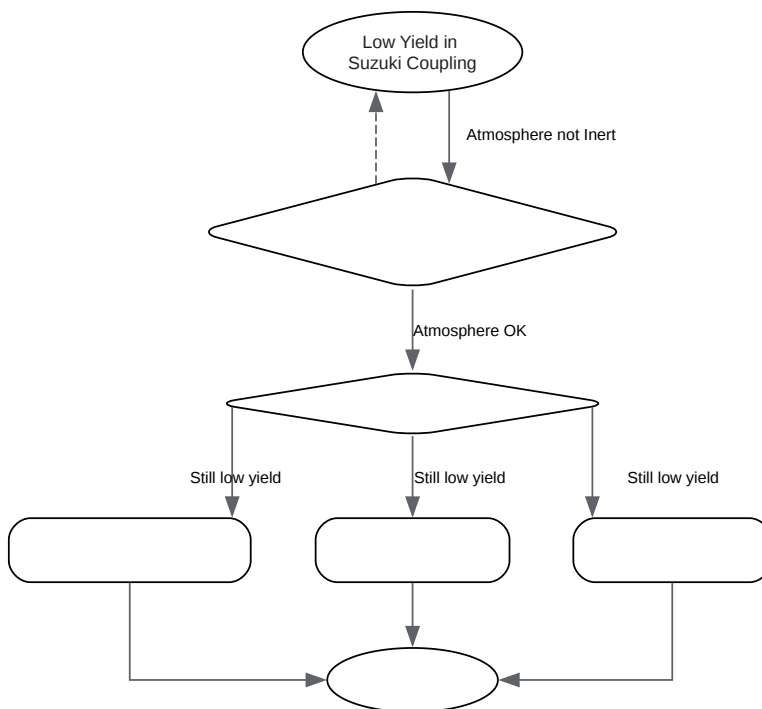 Low Yield in
Suzuki Coupling
Atmosphere not Inert
Atmosphere OK
Still low yield
Still low yield
Still low yield